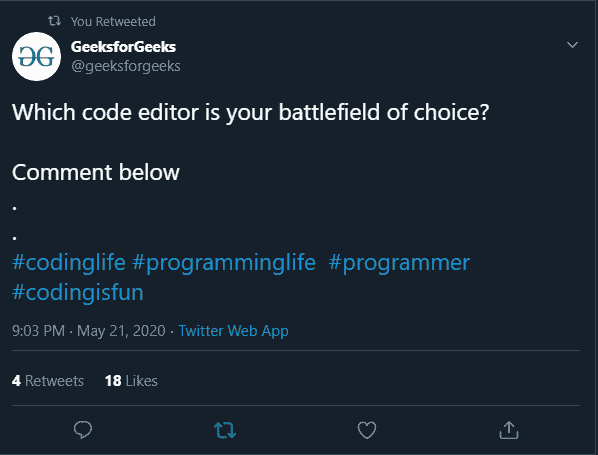 You Retweeted
GeeksforGeeks
@geeksforgeeks
Which code editor is your battlefield of choice?
Comment below
.
.
#codinglife #programminglife #programmer
#codingisfun
9:03 PM · May 21, 2020 · Twitter Web App
4 Retweets 18 Likes